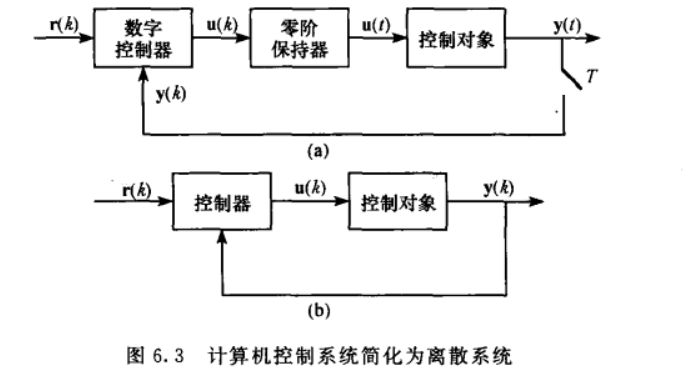 r(k) 数字控制器 u(k) 零阶保持器 u(t) 控制对象 y(t)
T
y(k)
(a)
r(k) 控制器 u(k) 控制对象 y(k)
(b)
图 6.3 计算机控制系统简化为离散系统